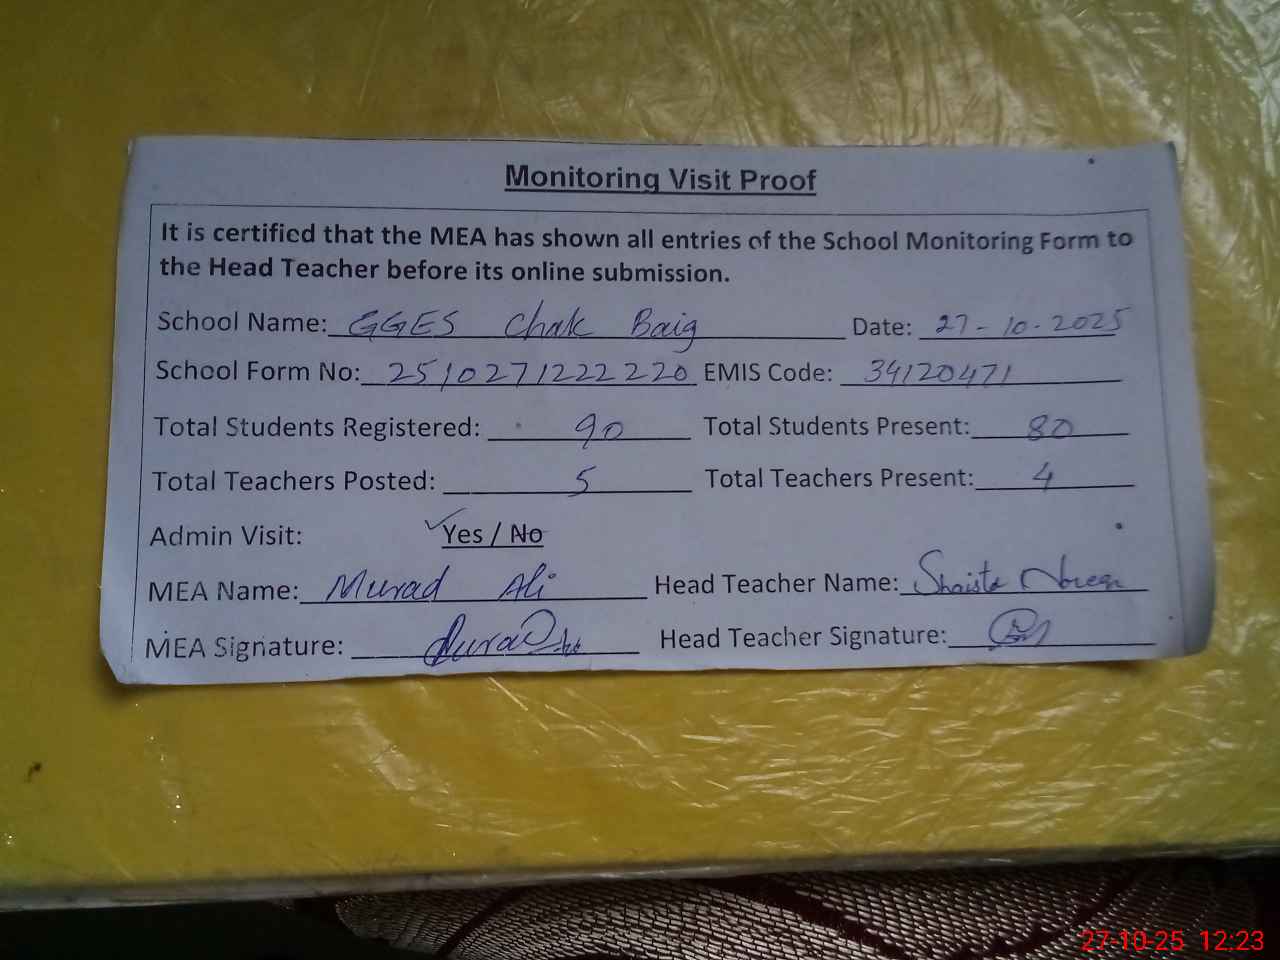 Monitoring Visit Proof
It is certified that the MEA has shown all entries of the School Monitoring Form to
the Head Teacher before its online submission.
School Name: GGES Chak Baig Date: 27-10-2025
School Form No: 2510271222220 EMIS Code: 34120471
Total Students Registered: 90 Total Students Present: 80
Total Teachers Posted: 5 Total Teachers Present: 4
Admin Visit: ✓Yes / No
MEA Name: Murad Ali Head Teacher Name: Shaista Noreen
MEA Signature: Head Teacher Signature:
27-10-25 12:23